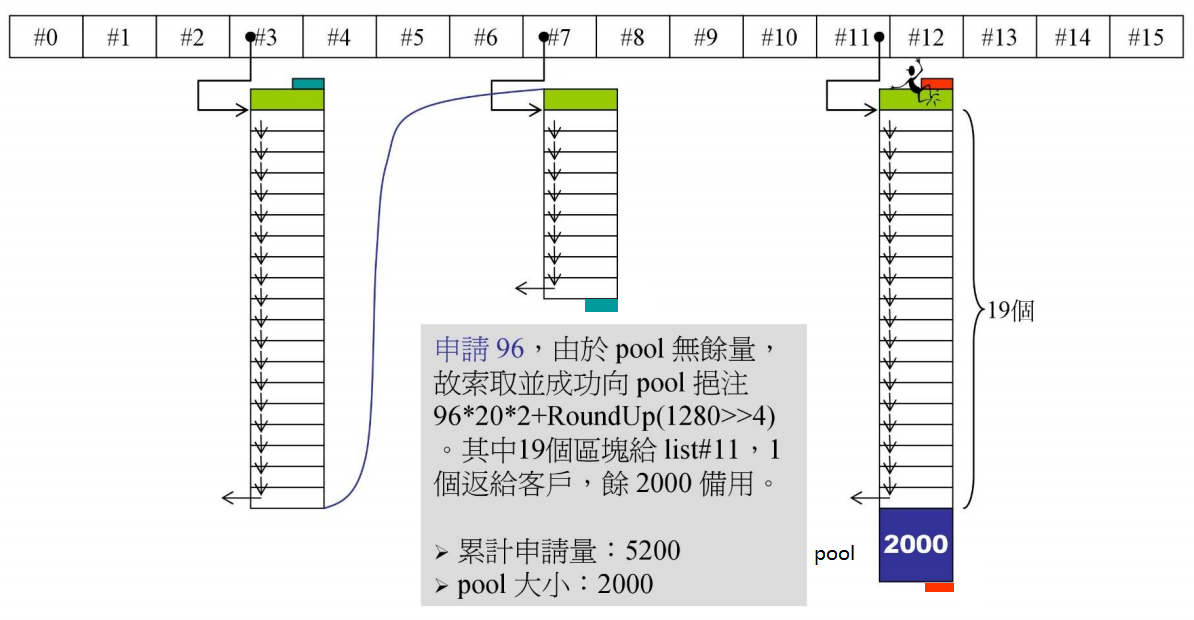 #0 #1 #2 #3 #4 #5 #6 #7 #8 #9 #10 #11 #12 #13 #14 #15
19個
申請 96，由於 pool 無餘量，
故索取並成功向 pool 挹注
96*20*2+RoundUp(1280>>4)
。其中19個區塊給 list#11，1
個返給客戶，餘 2000 備用。
➢ 累計申請量：5200
➢ pool 大小：2000
pool
2000